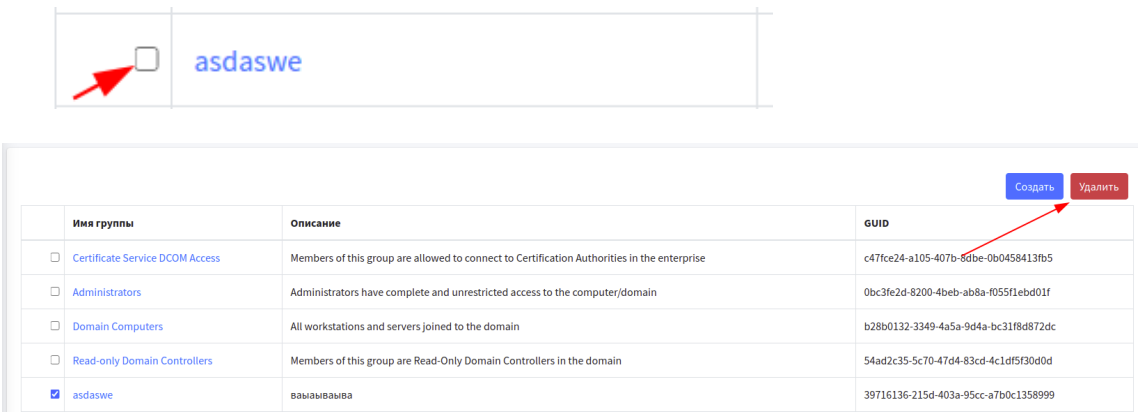 asdaswe
Создать Удалить
Имя группы Описание GUID
Certificate Service DCOM Access Members of this group are allowed to connect to Certification Authorities in the enterprise c47fce24-a105-407b-8dbe-0b0458413fb5
Administrators Administrators have complete and unrestricted access to the computer/domain 0bc3fe2d-8200-4beb-ab8a-f055f1ebd01f
Domain Computers All workstations and servers joined to the domain b28b0132-3349-4a5a-9d4a-bc31f8d872dc
Read-only Domain Controllers Members of this group are Read-Only Domain Controllers in the domain 54ad2c35-5c70-47d4-83cd-4c1df5f30d0d
asdaswe ваыаываыва 39716136-215d-403a-95cc-a7b0c1358999